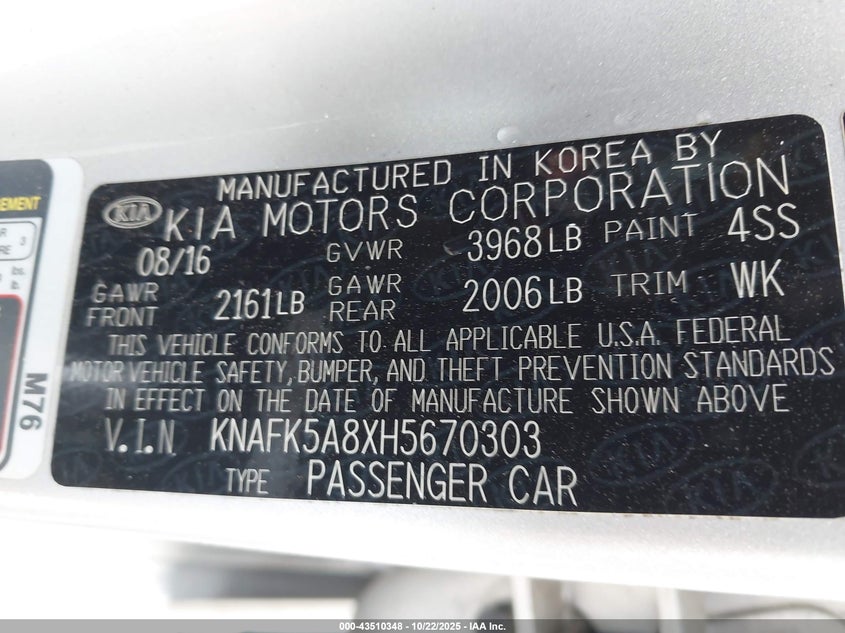 MANUFACTURED IN KOREA BY
KIA KIA MOTORS CORPORATION
08/16 GVWR 3968LB PAINT 4SS
GAWR FRONT 2161LB GAWR REAR 2006LB TRIM WK
THIS VEHICLE CONFORMS TO ALL APPLICABLE U.S.A. FEDERAL
MOTOR VEHICLE SAFETY, BUMPER, AND THEFT PREVENTION STANDARDS
IN EFFECT ON THE DATE OF MANUFACTURE SHOWN ABOVE
V.I.N KNAFK5A8XH5670303
TYPE PASSENGER CAR
M76
3
lbs.
000-43510348 - 10/22/2025 - IAA, Inc.